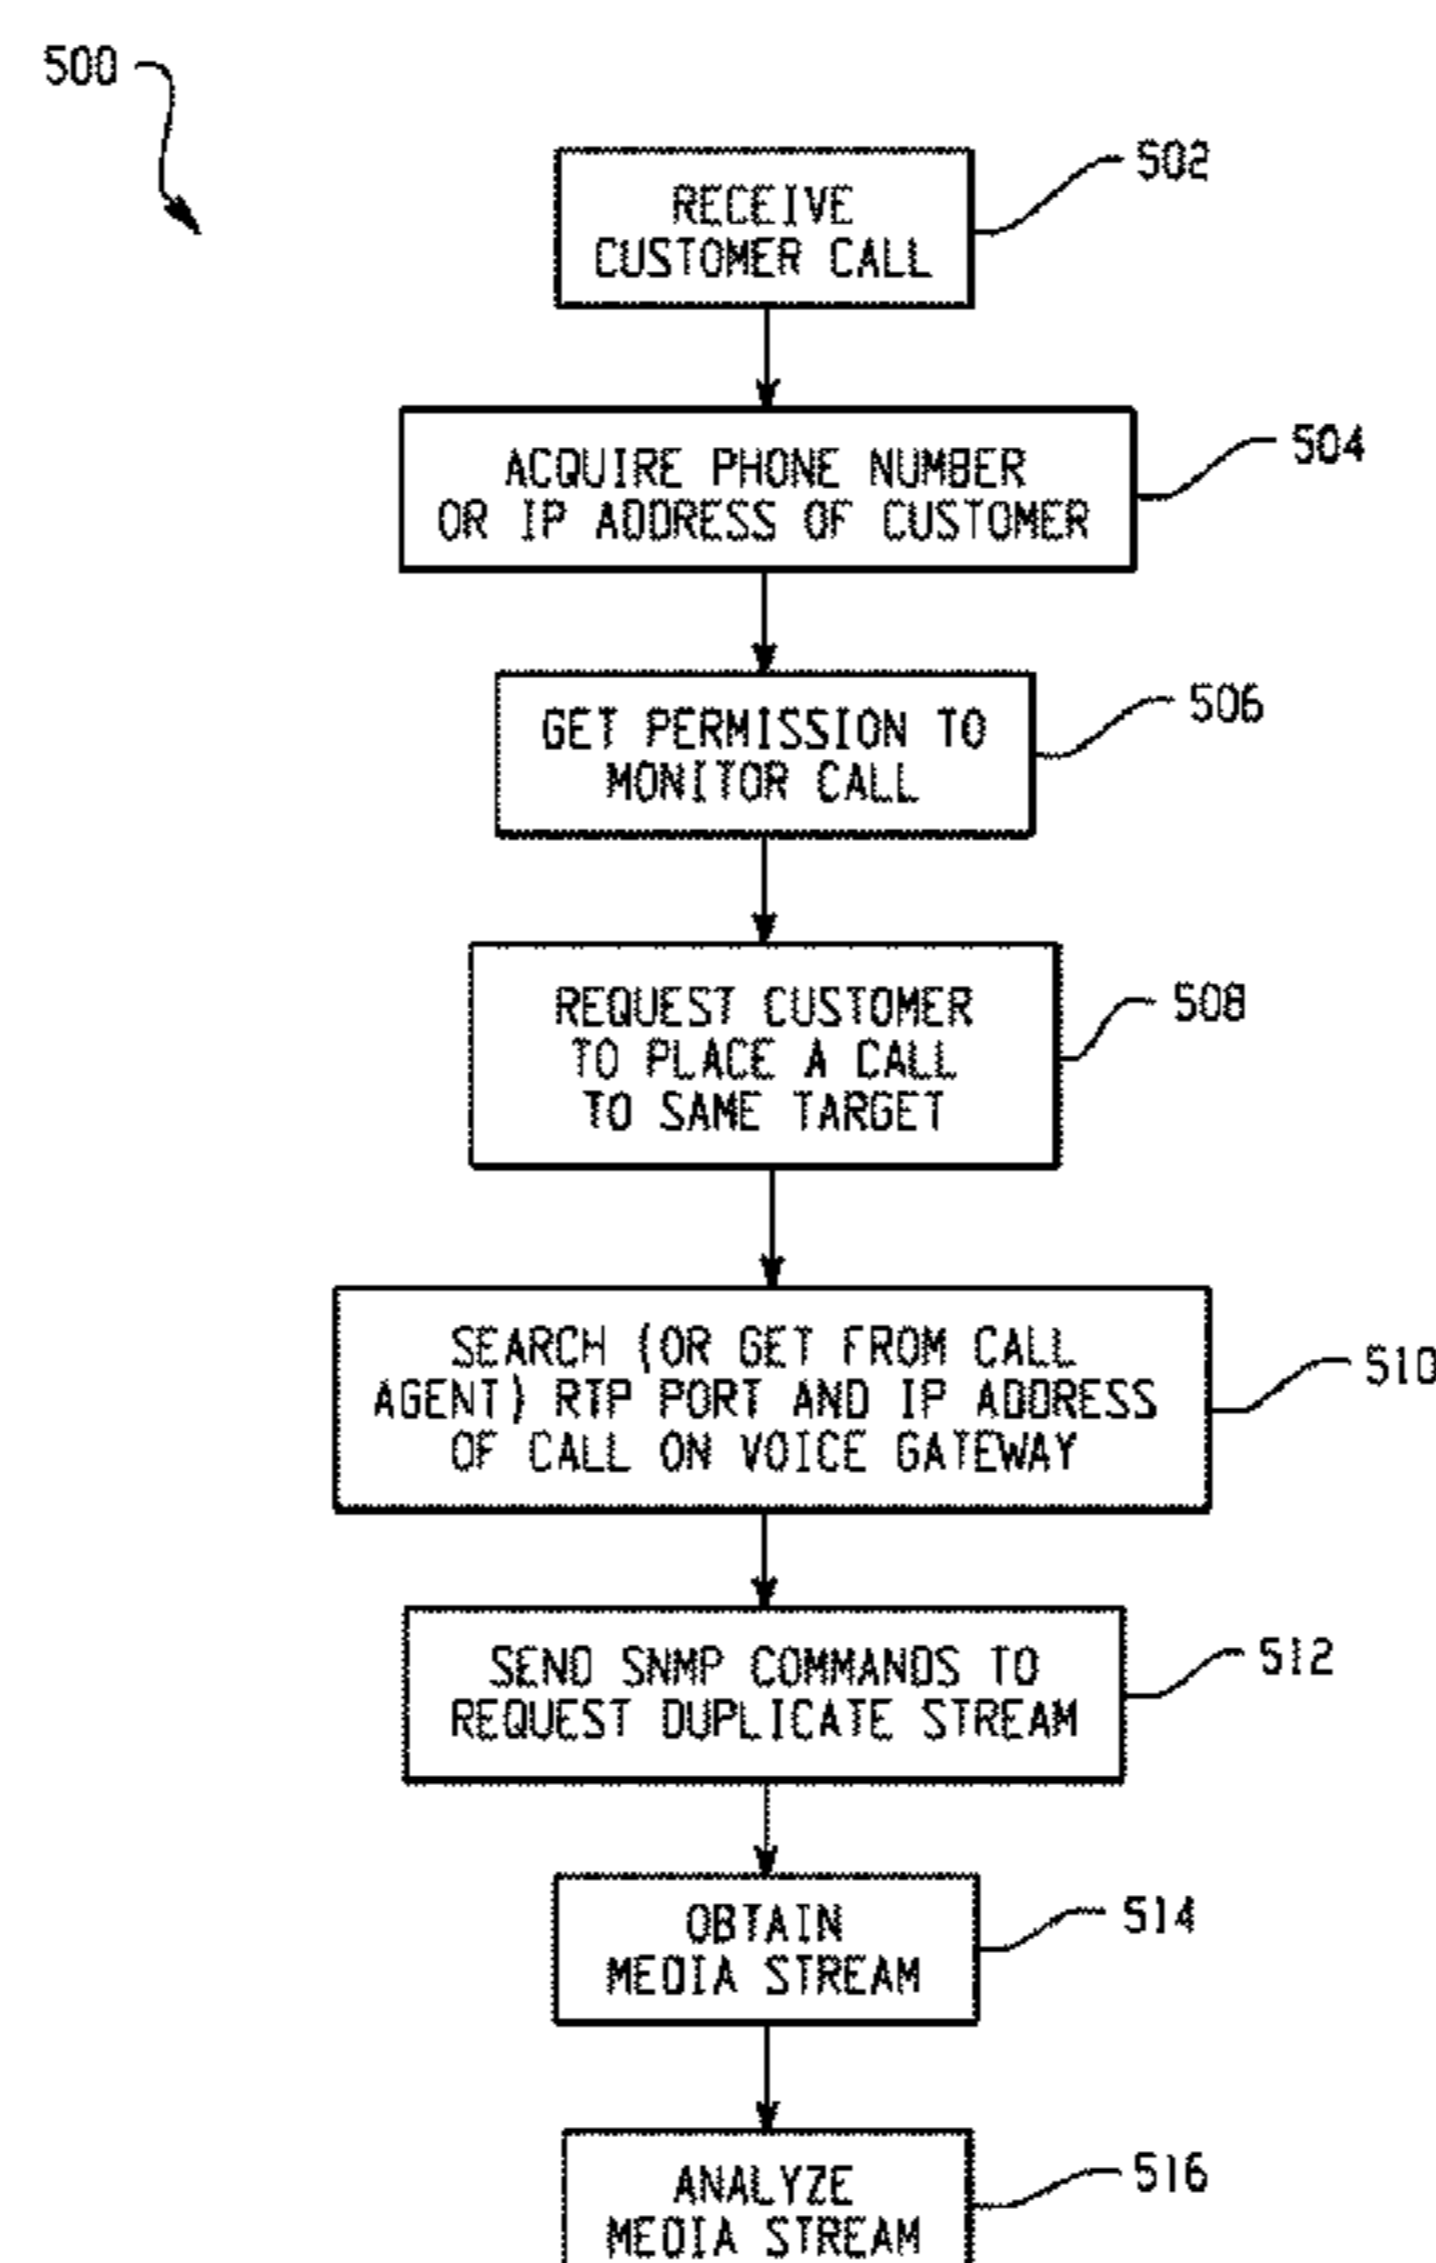 500
502
RECEIVE
CUSTOMER CALL
504
ACQUIRE PHONE NUMBER
OR IP ADDRESS OF CUSTOMER
506
GET PERMISSION TO
MONITOR CALL
508
REQUEST CUSTOMER
TO PLACE A CALL
TO SAME TARGET
510
SEARCH (OR GET FROM CALL
AGENT) RTP PORT AND IP ADDRESS
OF CALL ON VOICE GATEWAY
512
SEND SNMP COMMANDS TO
REQUEST DUPLICATE STREAM
514
OBTAIN
MEDIA STREAM
516
ANALYZE
MEDIA STREAM